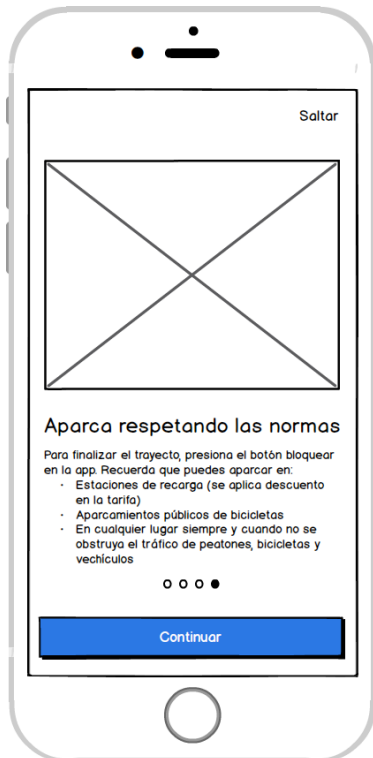 Saltar
Aparca respetando las normas
Para finalizar el trayecto, presiona el botón bloquear
en la app. Recuerda que puedes aparcar en:
· Estaciones de recarga (se aplica descuento
en la tarifa)
· Aparcamientos públicos de bicicletas
· En cualquier lugar siempre y cuando no se
obstruya el tráfico de peatones, bicicletas y
vechículos
Continuar